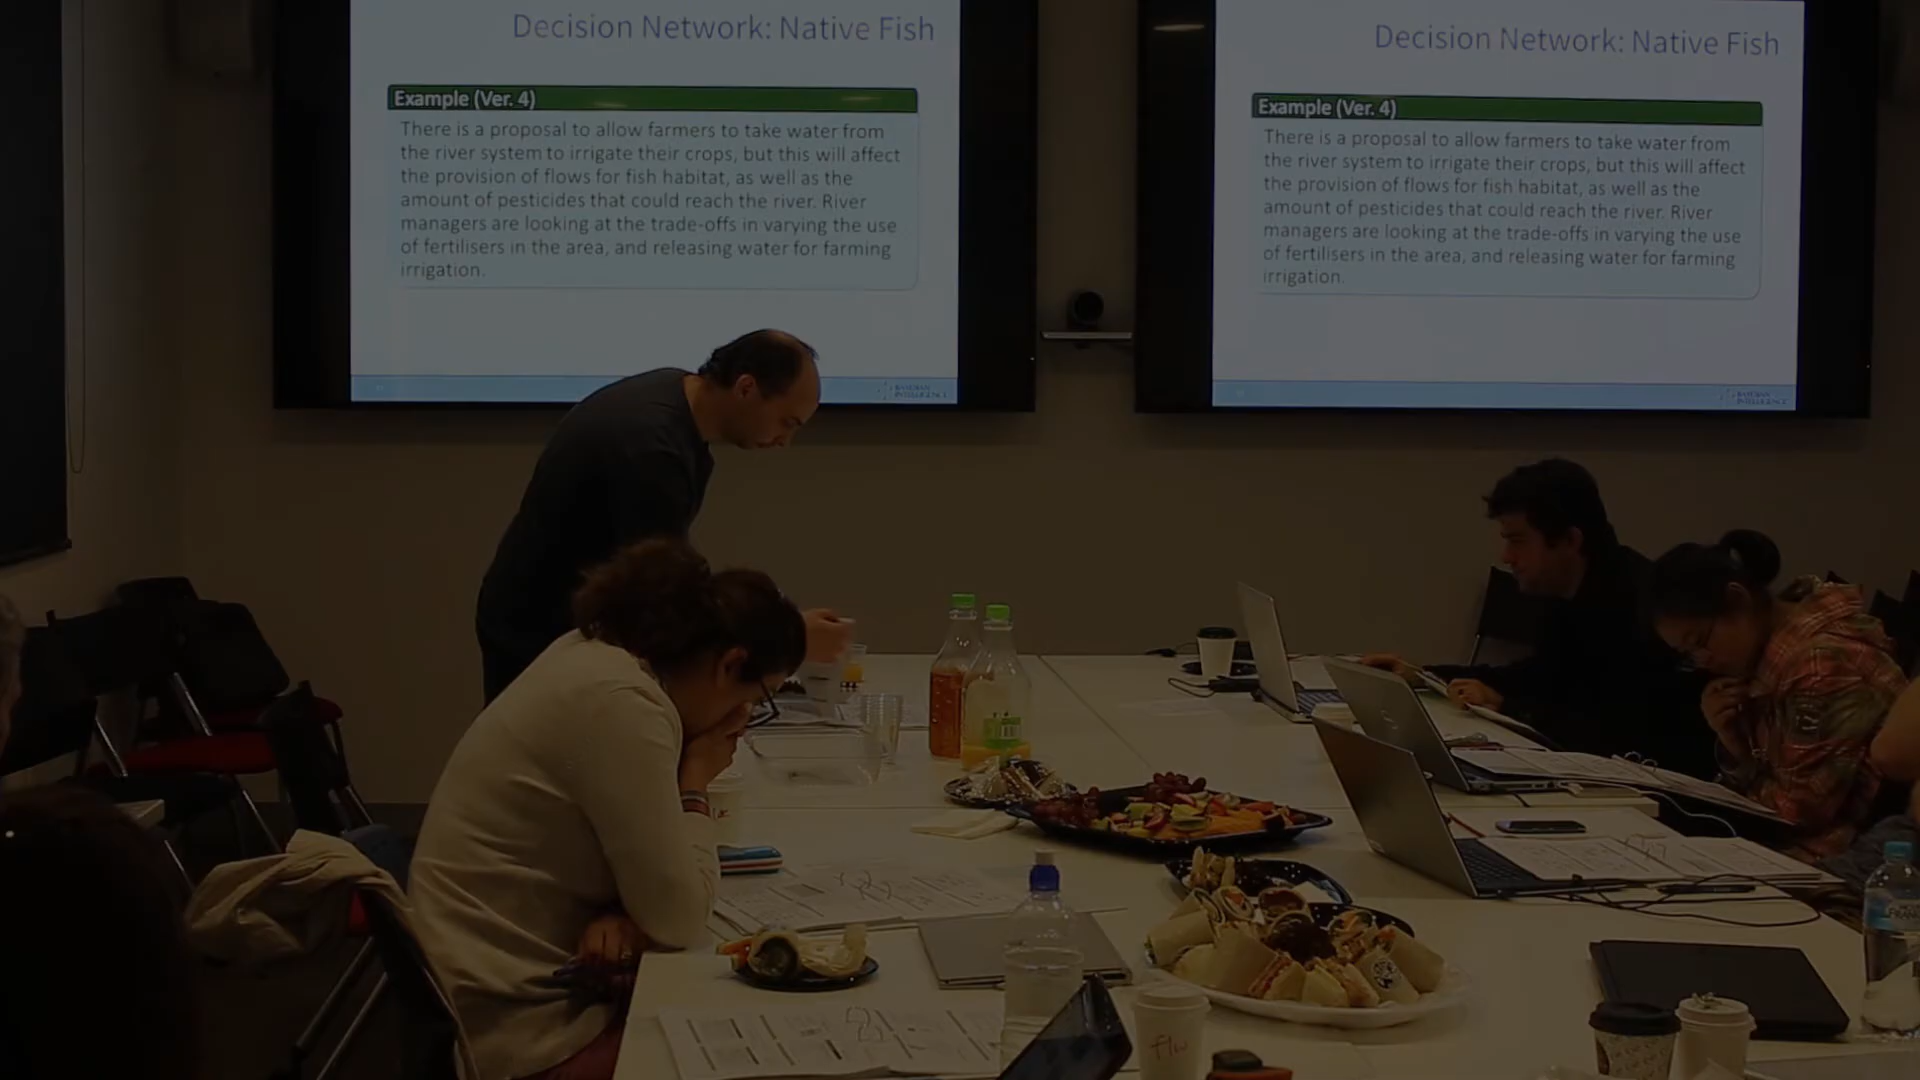 Decision Network: Native Fish
Example (Ver. 4)
There is a proposal to allow farmers to take water from
the river system to irrigate their crops, but this will affect
the provision of flows for fish habitat, as well as the
amount of pesticides that could reach the river. River
managers are looking at the trade-offs in varying the use
of fertilisers in the area, and releasing water for farming
irrigation.
BAYESIAN
INTELLIGENCE
Decision Network: Native Fish
Example (Ver. 4)
There is a proposal to allow farmers to take water from
the river system to irrigate their crops, but this will affect
the provision of flows for fish habitat, as well as the
amount of pesticides that could reach the river. River
managers are looking at the trade-offs in varying the use
of fertilisers in the area, and releasing water for farming
irrigation.
BAYESIAN
INTELLIGENCE